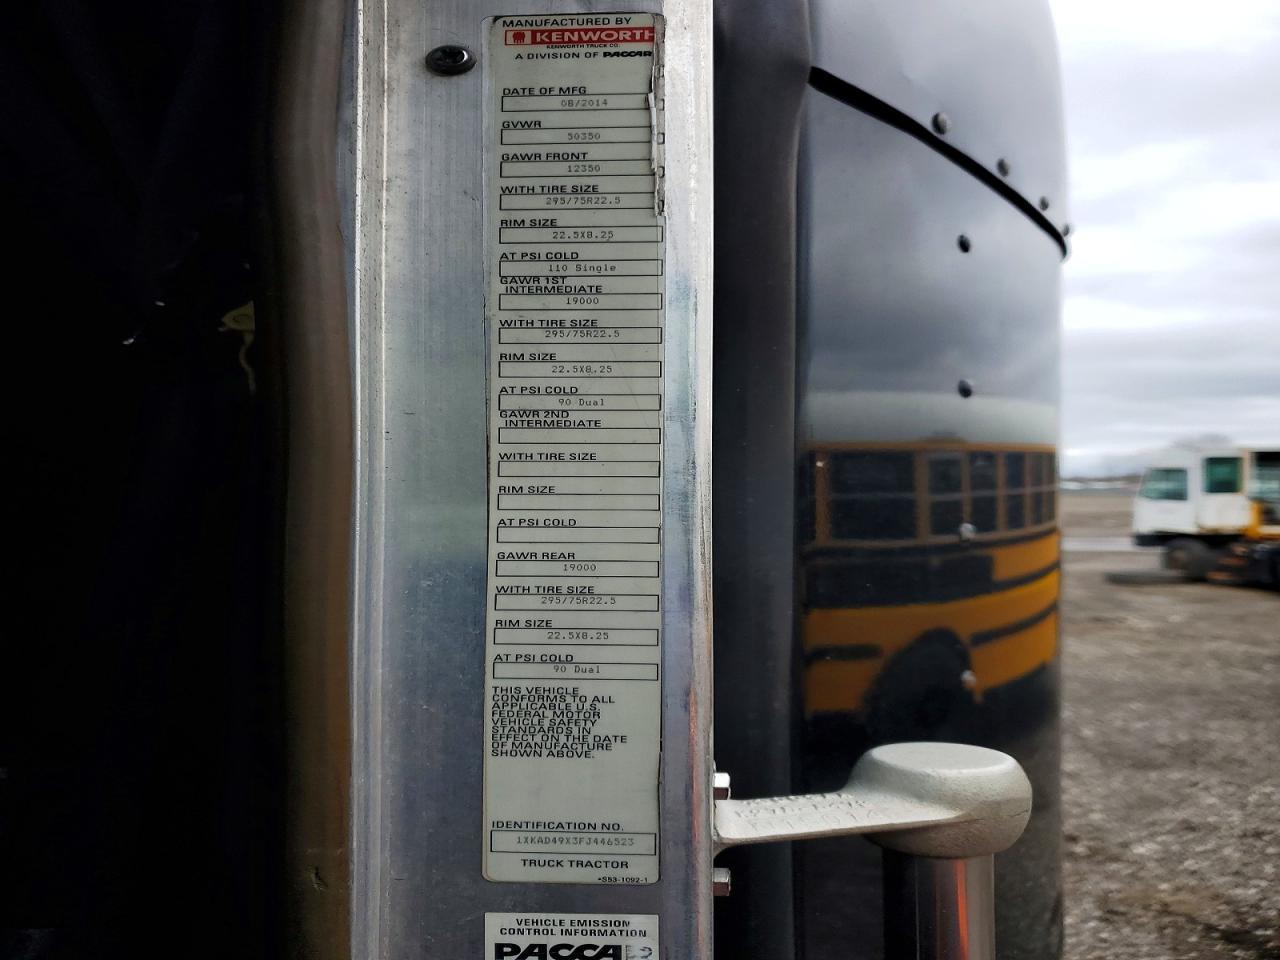 MANUFACTURED BY
KENWORTH
KENWORTH TRUCK CO.
A DIVISION OF PACCAR
DATE OF MFG
08/2014
GVWR
50350
GAWR FRONT
12350
WITH TIRE SIZE
295/75R22.5
RIM SIZE
22.5X8.25
AT PSI COLD
110 Single
GAWR 1ST
INTERMEDIATE
19000
WITH TIRE SIZE
295/75R22.5
RIM SIZE
22.5X8.25
AT PSI COLD
90 Dual
GAWR 2ND
INTERMEDIATE
WITH TIRE SIZE
RIM SIZE
AT PSI COLD
GAWR REAR
19000
WITH TIRE SIZE
295/75R22.5
RIM SIZE
22.5X8.25
AT PSI COLD
90 Dual
THIS VEHICLE
CONFORMS TO ALL
APPLICABLE U.S.
FEDERAL MOTOR
VEHICLE SAFETY
STANDARDS IN
EFFECT ON THE DATE
OF MANUFACTURE
SHOWN ABOVE.
IDENTIFICATION NO.
1XKAD49X3FJ446523
TRUCK TRACTOR
*S53-1092-1
VEHICLE EMISSION
CONTROL INFORMATION
PACCA